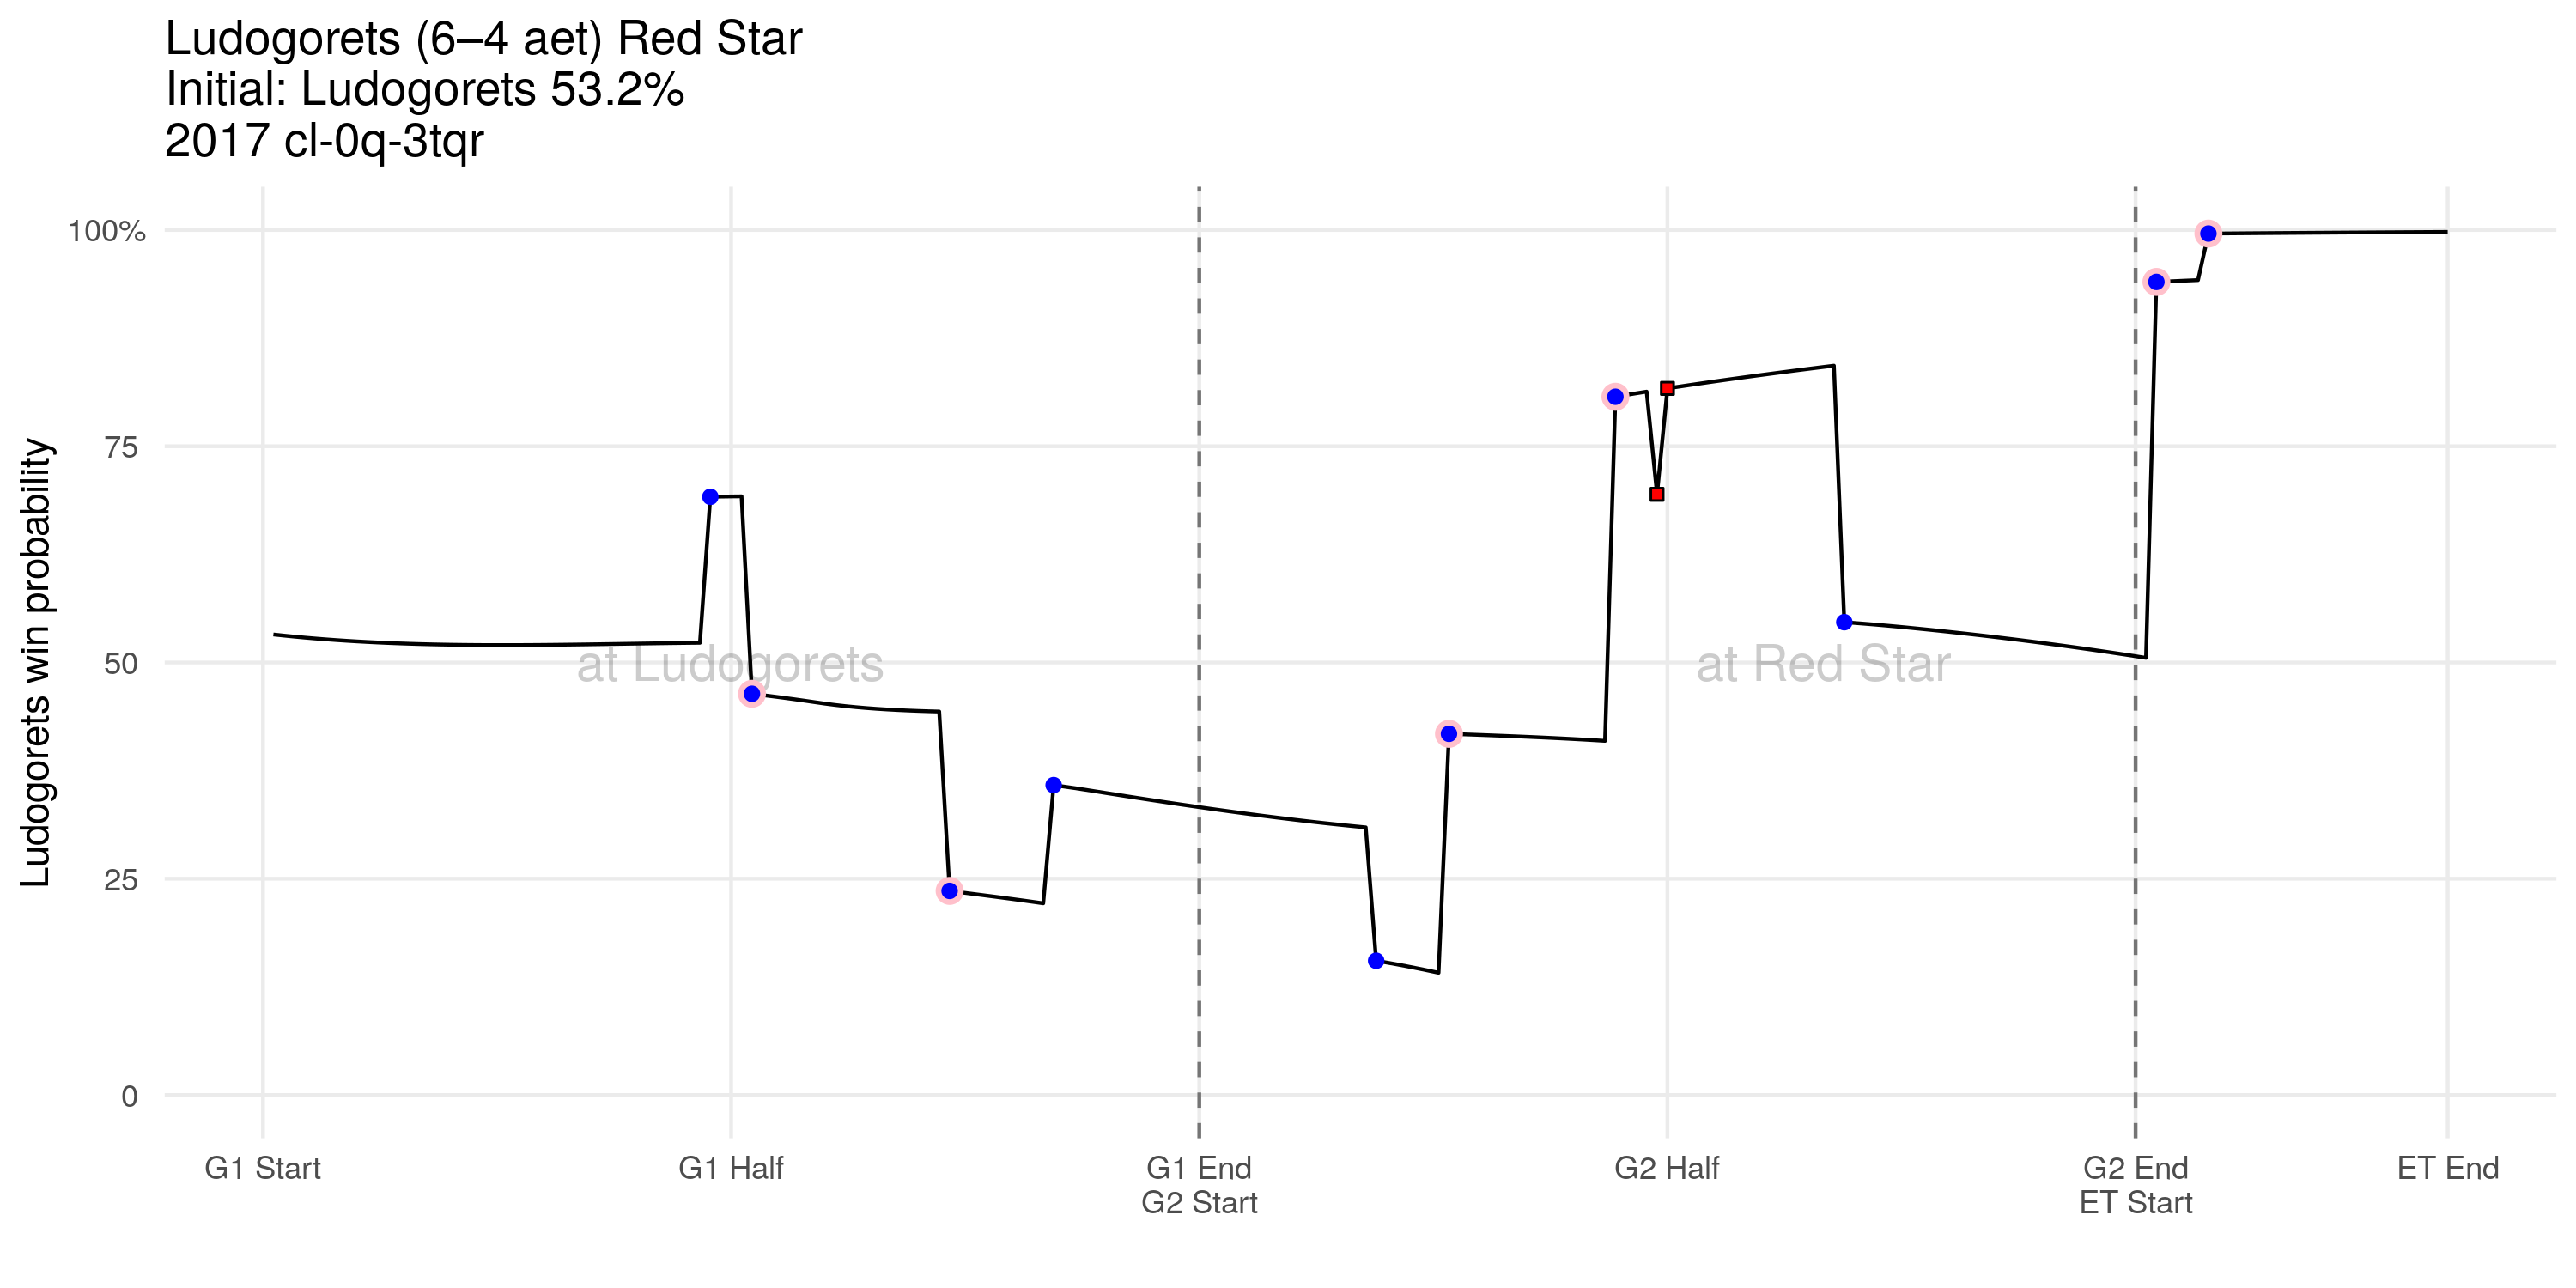 Ludogorets (6–4 aet) Red Star
Initial: Ludogorets 53.2%
2017 cl-0q-3tqr
Ludogorets win probability
100%
75
50
25
0
at Ludogorets
at Red Star
G1 Start
G1 Half
G1 End
G2 Start
G2 Half
G2 End
ET Start
ET End